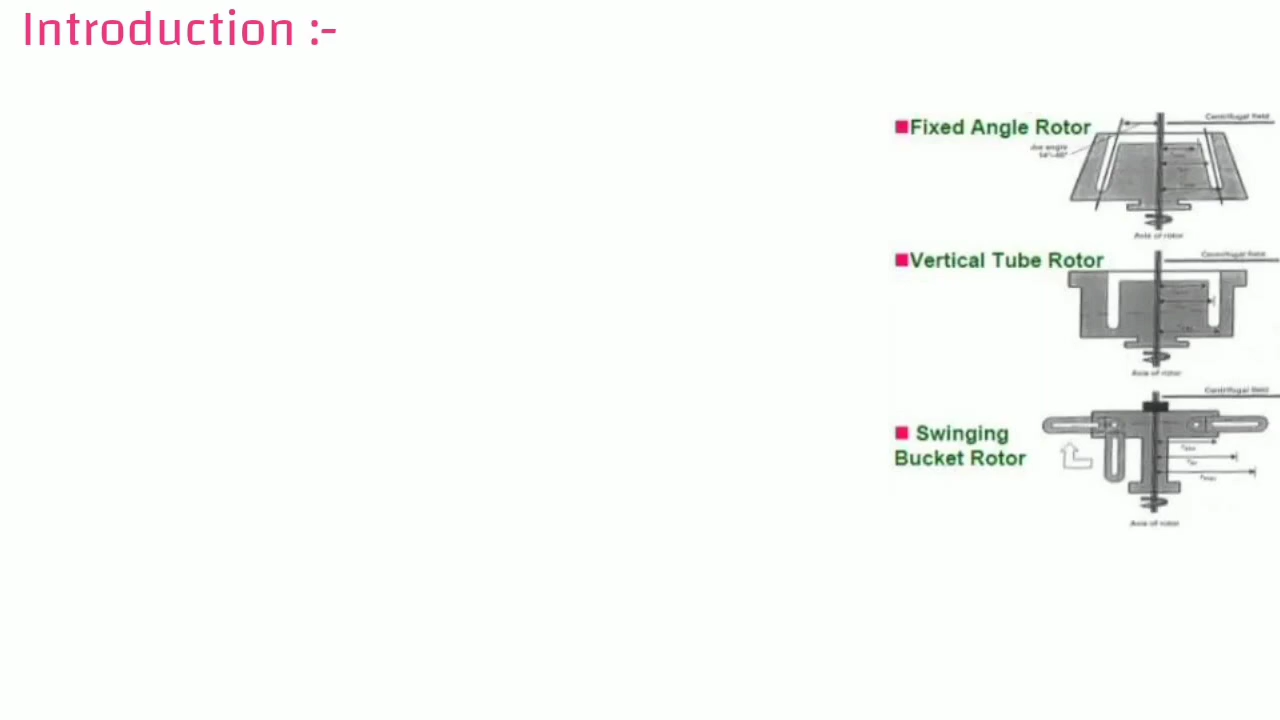 Introduction :-
■Fixed Angle Rotor
Centrifugal field
Axis of rotor
■Vertical Tube Rotor
Centrifugal field
Axis of rotor
■ Swinging
Bucket Rotor
Centrifugal field
Axis of rotor